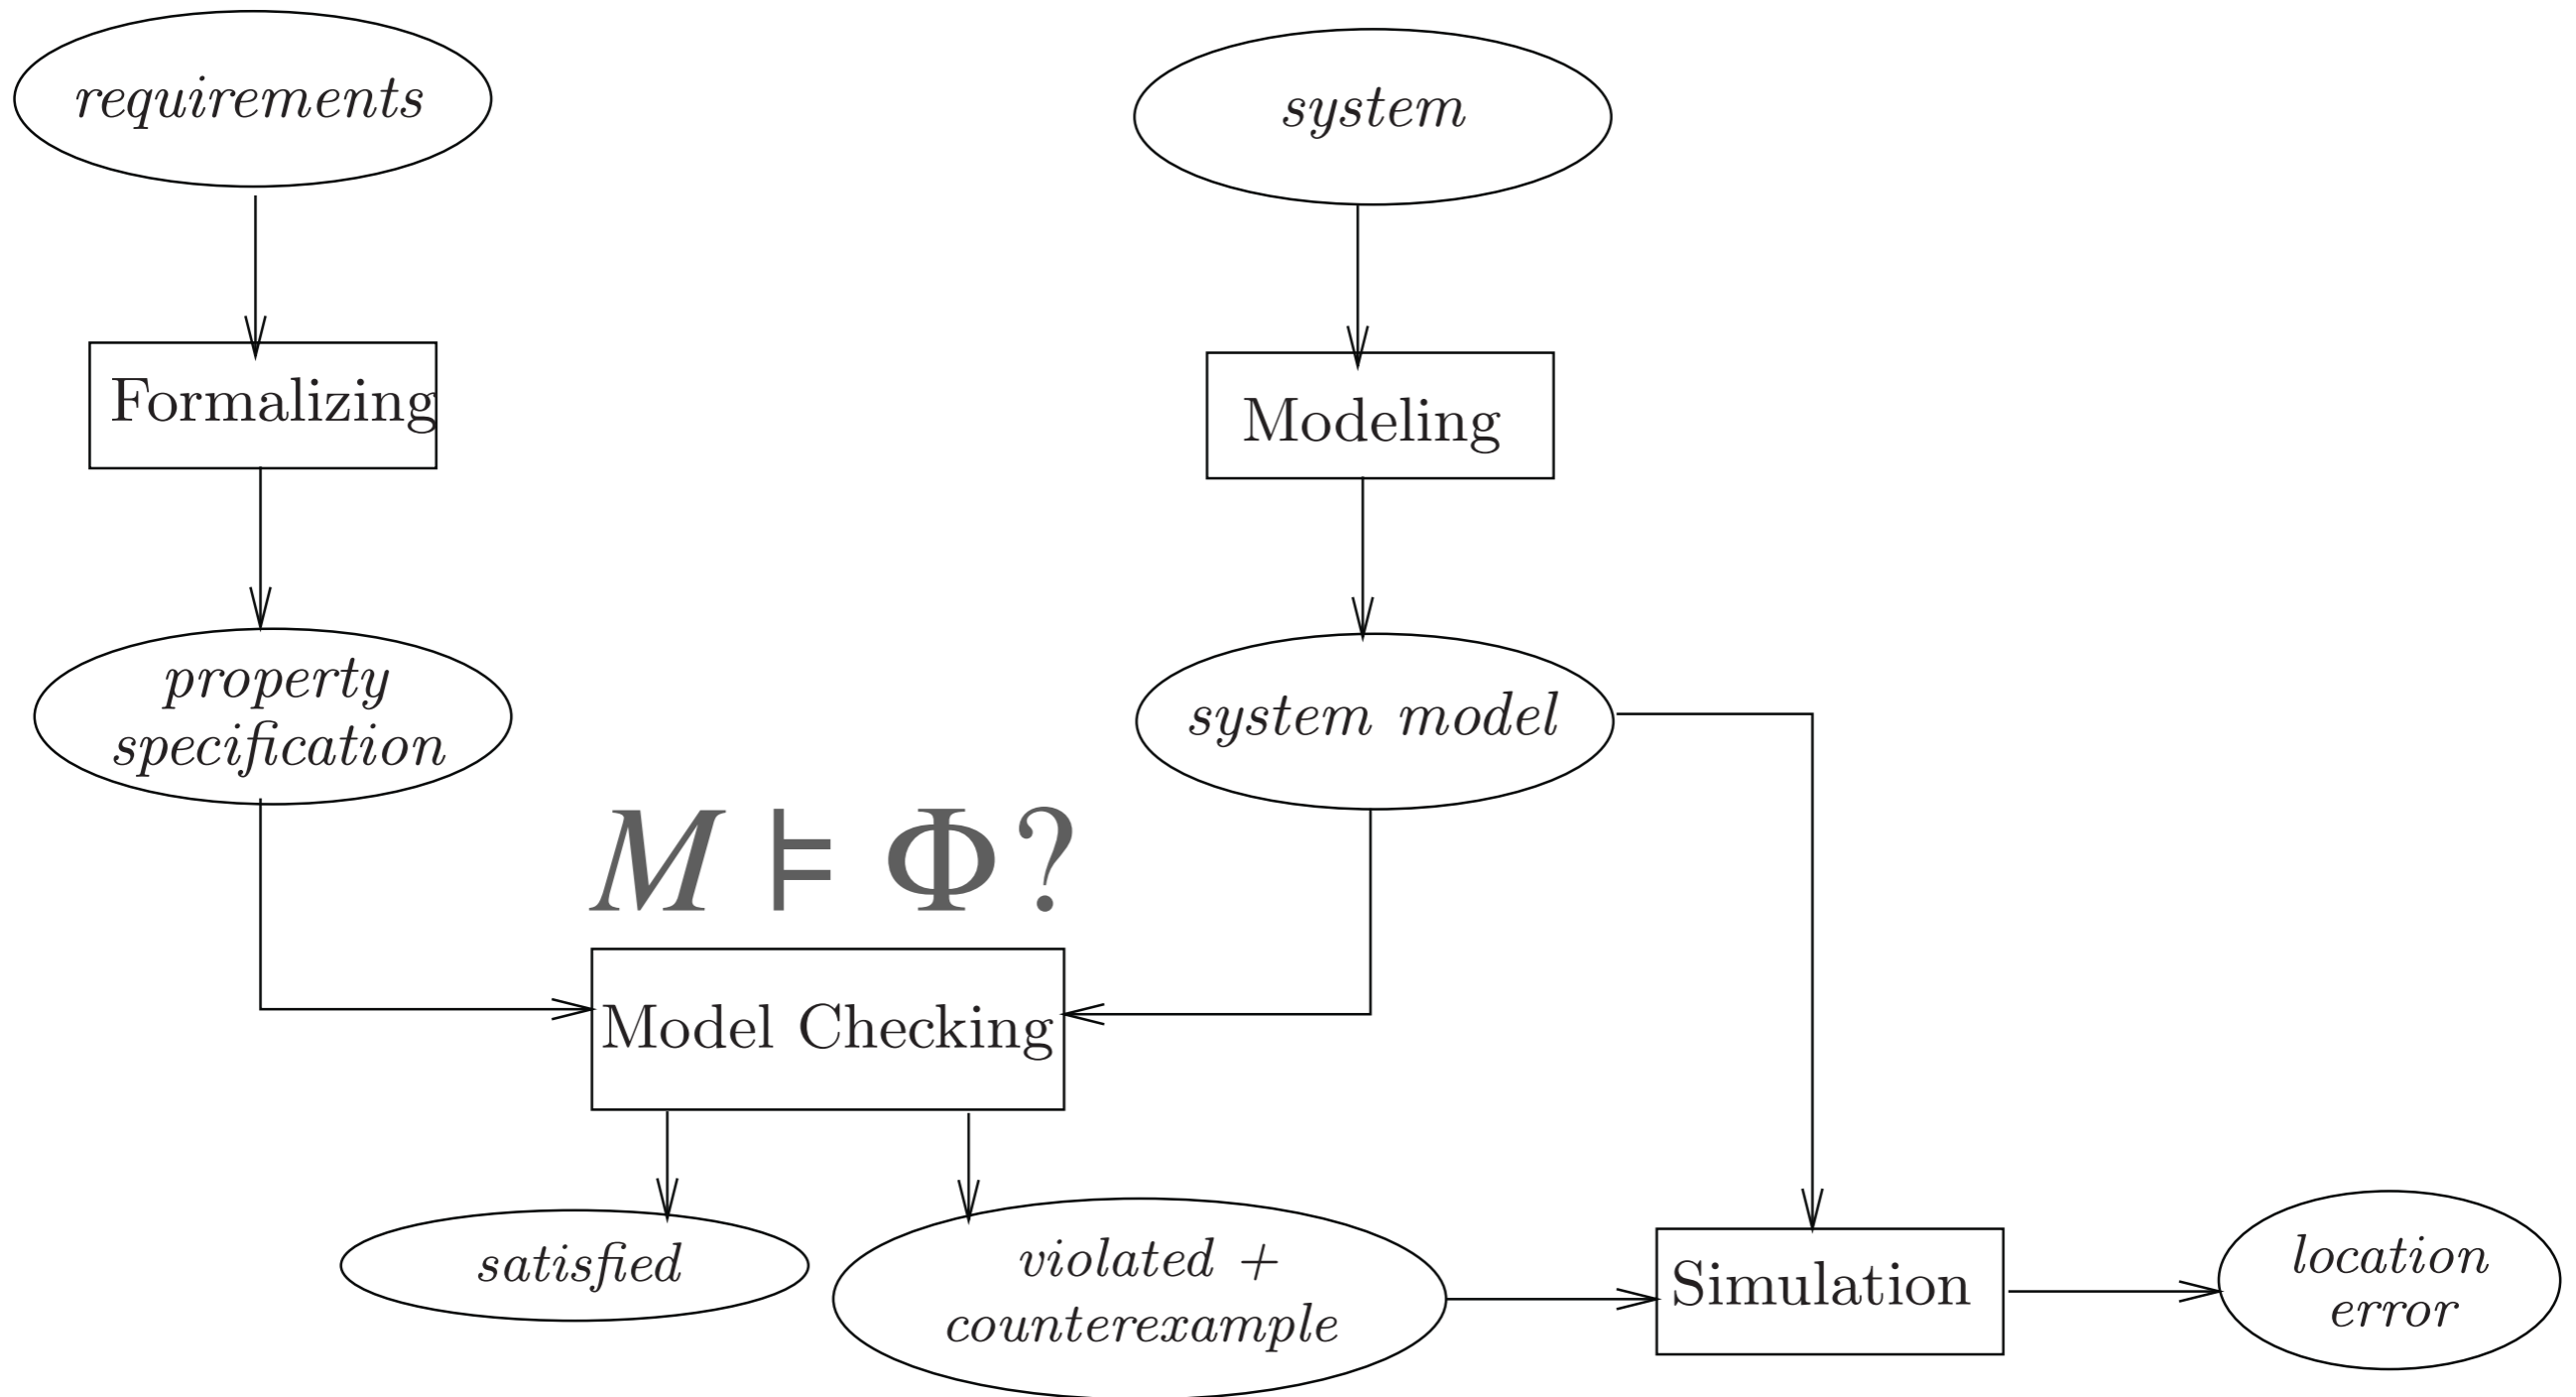 requirements
system
Formalizing
Modeling
property
specification
system model
M ⊨ Φ?
Model Checking
satisfied
violated +
counterexample
Simulation
location
error